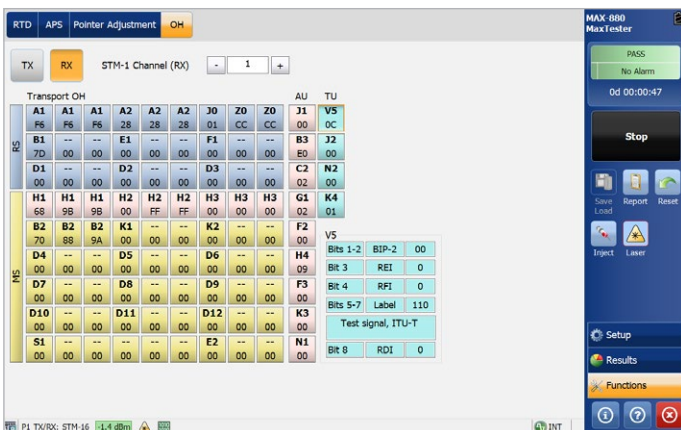 RTD APS Pointer Adjustment OH
TX RX STM-1 Channel (RX) - 1 +
Transport OH AU TU
A1 A1 A1 A2 A2 A2 J0 Z0 Z0 J1 V5
F6 F6 F6 28 28 28 01 CC CC 00 0C
RS
B1 -- -- E1 -- -- F1 -- -- B3 J2
7D 00 00 00 00 00 00 00 00 E0 00
D1 -- -- D2 -- -- D3 -- -- C2 N2
00 00 00 00 00 00 00 00 00 02 00
H1 H1 H1 H2 H2 H2 H3 H3 H3 G1 K4
68 9B 9B 00 FF FF 00 00 00 02 01
MS
B2 B2 B2 K1 -- -- K2 -- -- F2
70 88 9A 00 00 00 00 00 00 00
D4 -- -- D5 -- -- D6 -- -- H4
00 00 00 00 00 00 00 00 00 09
D7 -- -- D8 -- -- D9 -- -- F3
00 00 00 00 00 00 00 00 00 00
D10 -- -- D11 -- -- D12 -- -- K3
00 00 00 00 00 00 00 00 00 00
S1 -- -- -- -- -- E2 -- -- N1
00 00 00 00 00 00 00 00 00 00
V5
Bits 1-2 BIP-2 00
Bit 3 REI 0
Bit 4 RFI 0
Bits 5-7 Label 110
Test signal, ITU-T
Bit 8 RDI 0
P1 TX/RX: STM-16 -1.4 dBm INT
MAX-880
MaxTester
PASS
No Alarm
0d 00:00:47
Stop
Save Load Report Reset
Inject Laser
Setup
Results
Functions